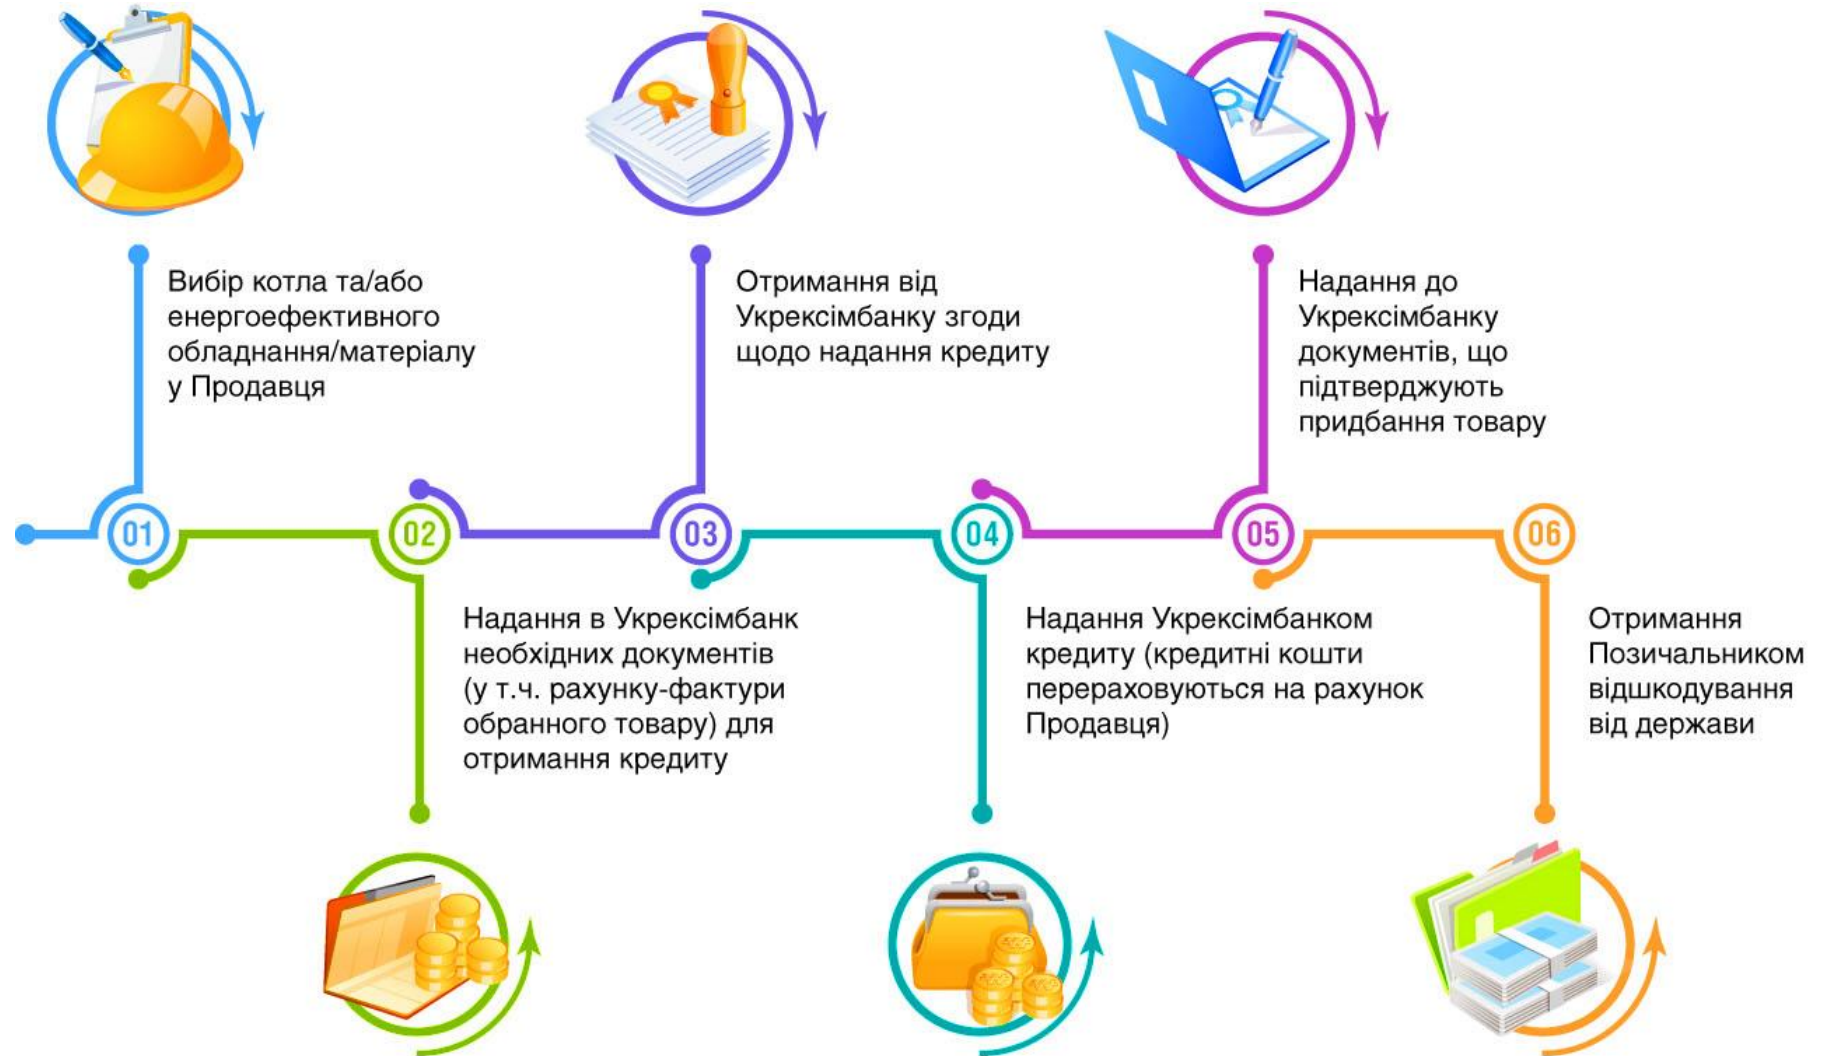 Вибір котла та/або
енергоефективного
обладнання/матеріалу
у Продавця
Отримання від
Укрексімбанку згоди
щодо надання кредиту
Надання до
Укрексімбанку
документів, що
підтверджують
придбання товару
01
02
03
04
05
06
Надання в Укрексімбанк
необхідних документів
(у т.ч. рахунку-фактури
обранного товару) для
отримання кредиту
Надання Укрексімбанком
кредиту (кредитні кошти
перераховуються на рахунок
Продавця)
Отримання
Позичальником
відшкодування
від держави